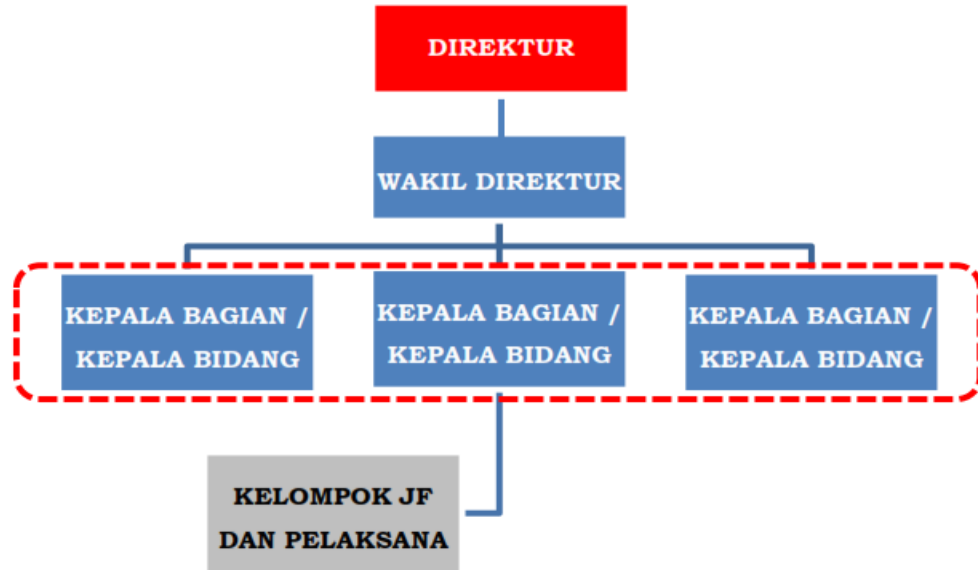 DIREKTUR
WAKIL DIREKTUR
KEPALA BAGIAN /
KEPALA BIDANG
KEPALA BAGIAN /
KEPALA BIDANG
KEPALA BAGIAN /
KEPALA BIDANG
KELOMPOK JF
DAN PELAKSANA